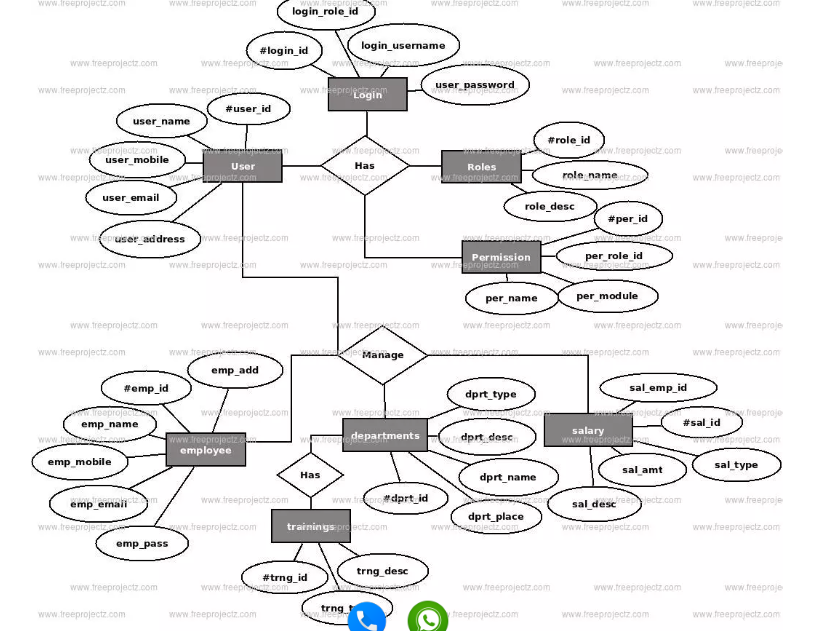 login_role_id
#login_id
login_username
user_password
Login
#user_id
user_name
user_mobile
user_email
user_address
User
Has
Roles
#role_id
role_name
role_desc
#per_id
per_role_id
Permission
per_name
per_module
Manage
emp_add
#emp_id
emp_name
emp_mobile
emp_email
emp_pass
employee
dprt_type
dprt_desc
dprt_name
dprt_place
#dprt_id
departments
sal_emp_id
#sal_id
sal_type
sal_amt
sal_desc
salary
Has
trainings
#trng_id
trng_desc
www.freeprojectz.com